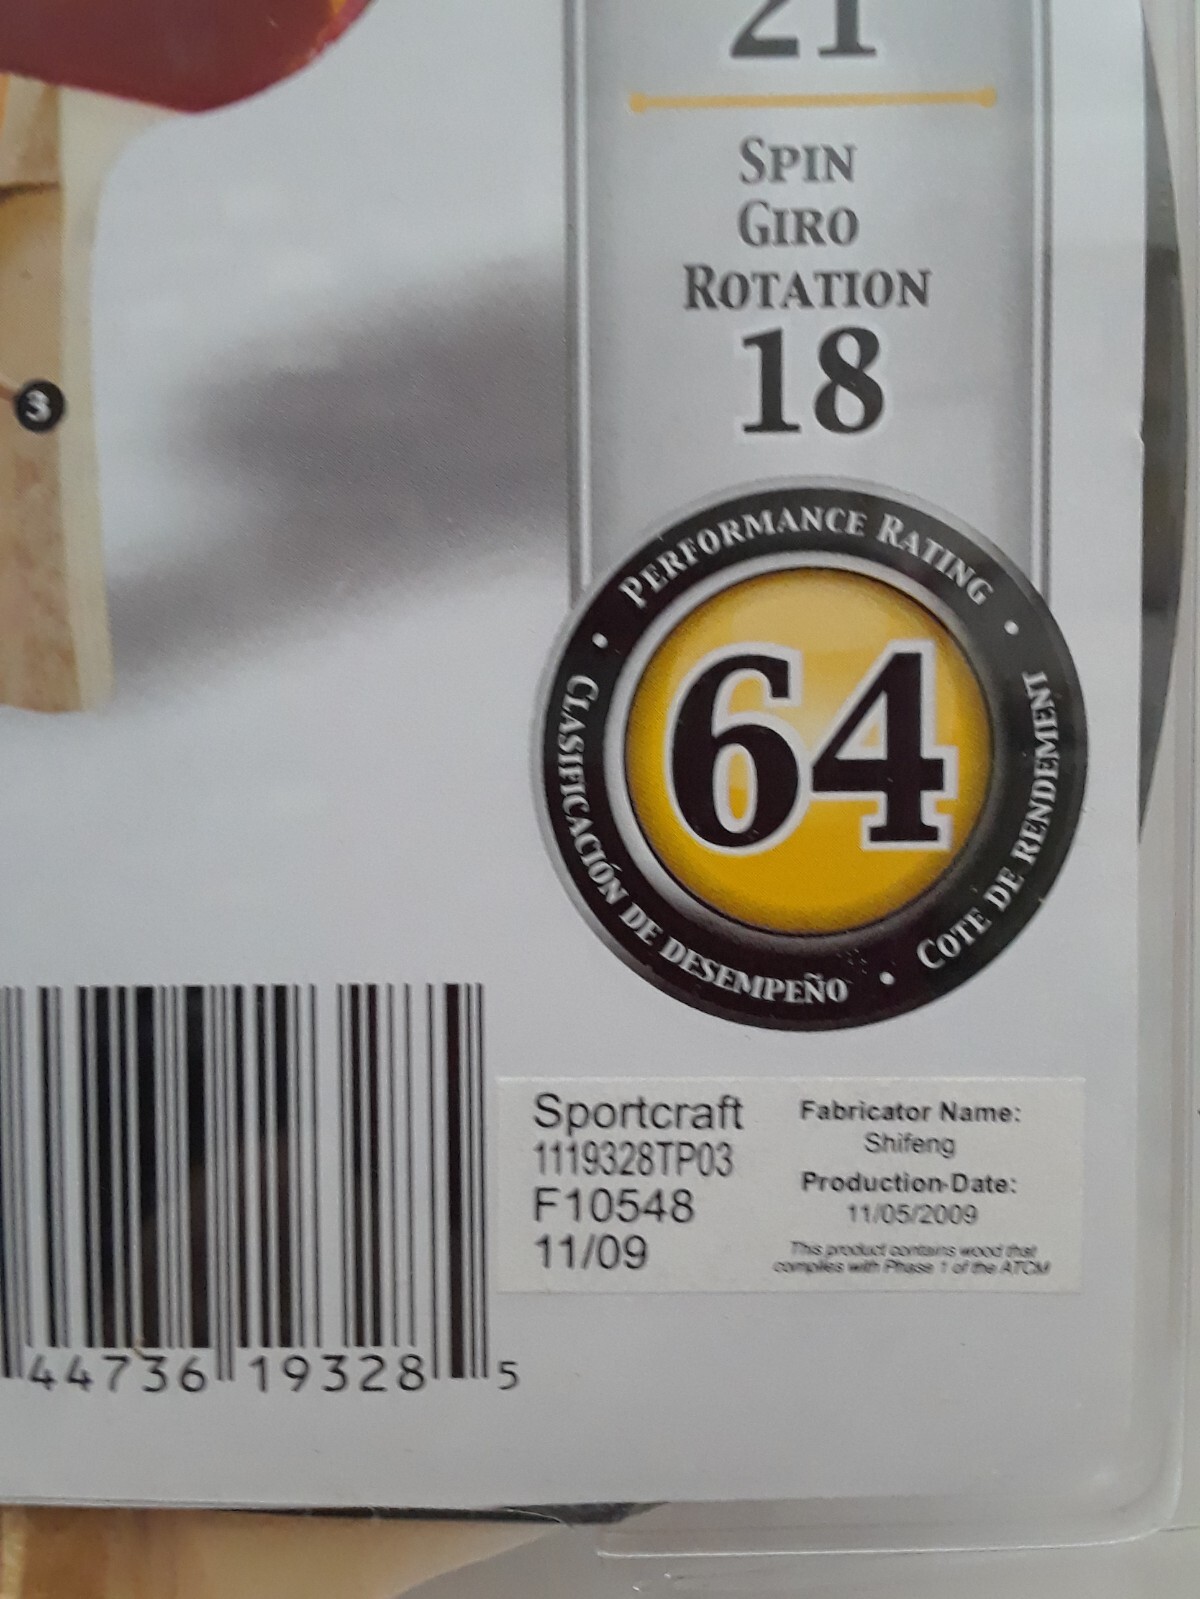 21
SPIN
GIRO
ROTATION
18
3
PERFORMANCE RATING
64
CLASIFICACIÓN DE DESEMPEÑO
COTE DE RENDEMENT
Sportcraft
1119328TP03
F10548
11/09
Fabricator Name:
Shifeng
Production-Date:
11/05/2009
This product contains wood that
complies with Phase 1 of the ATCM
44736 19328 5